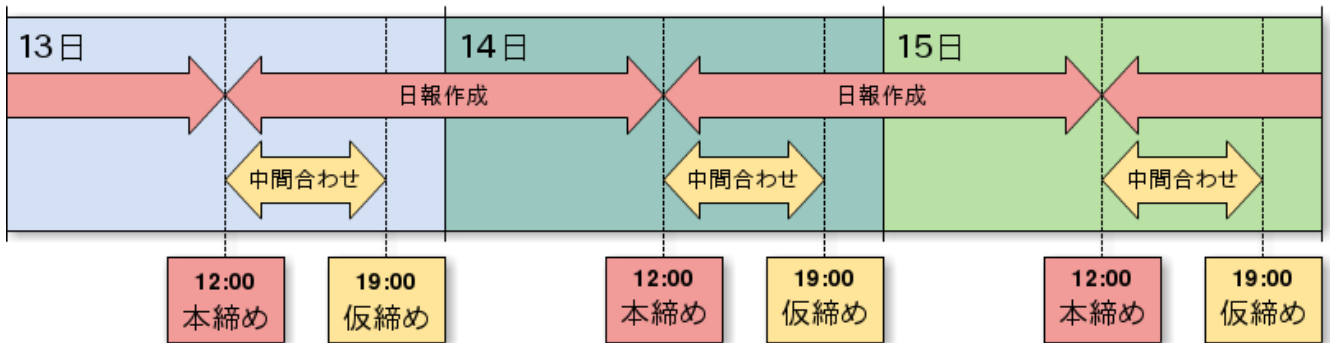 13日
14日
15日
日報作成
日報作成
中間合わせ
中間合わせ
中間合わせ
12:00
本締め
19:00
仮締め
12:00
本締め
19:00
仮締め
12:00
本締め
19:00
仮締め